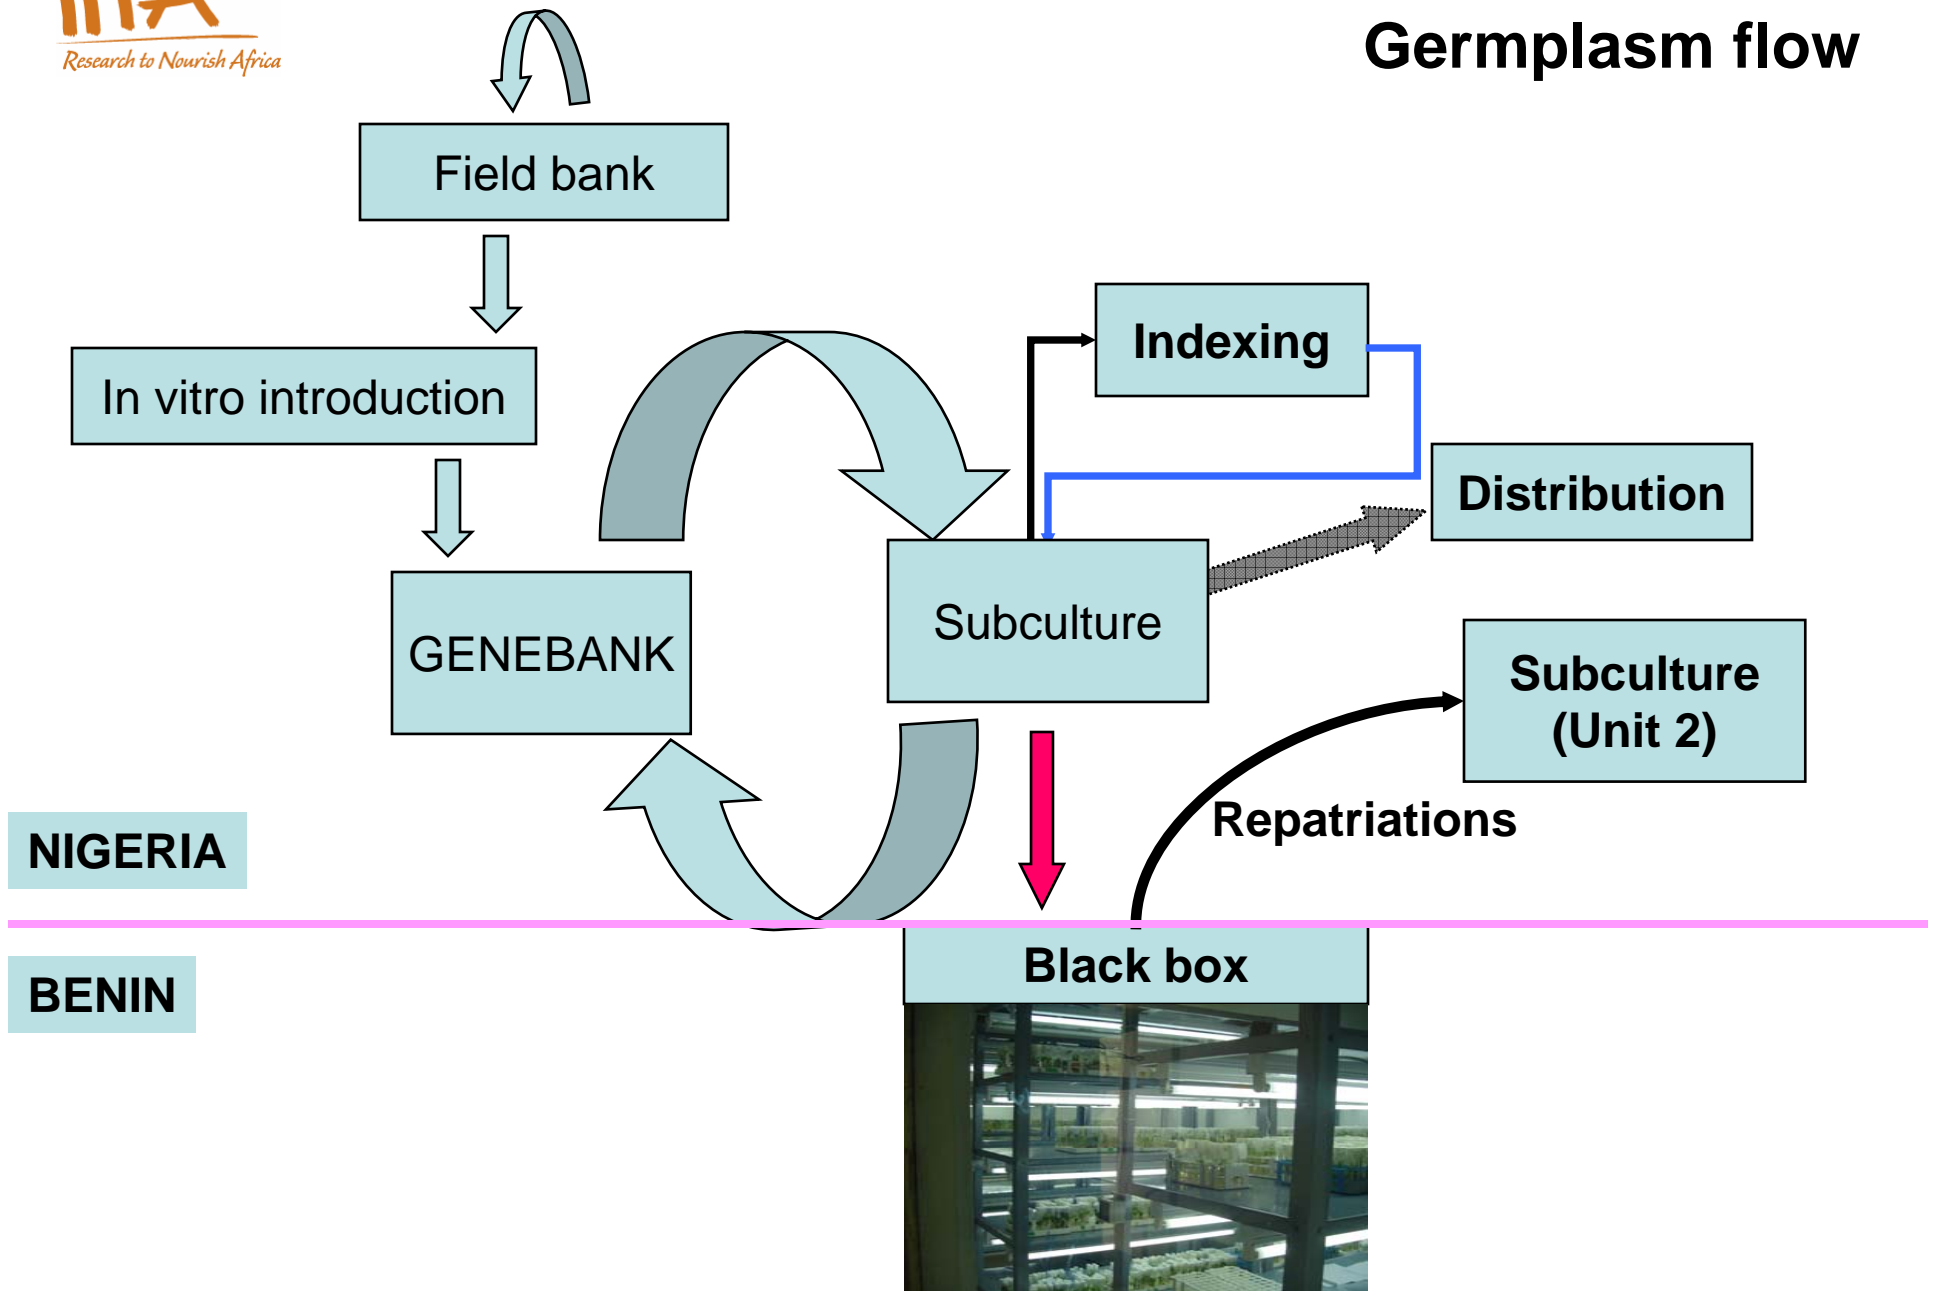 Research to Nourish Africa
Germplasm flow
Field bank
Indexing
In vitro introduction
Distribution
Subculture
GENEBANK
Subculture
(Unit 2)
Repatriations
NIGERIA
Black box
BENIN